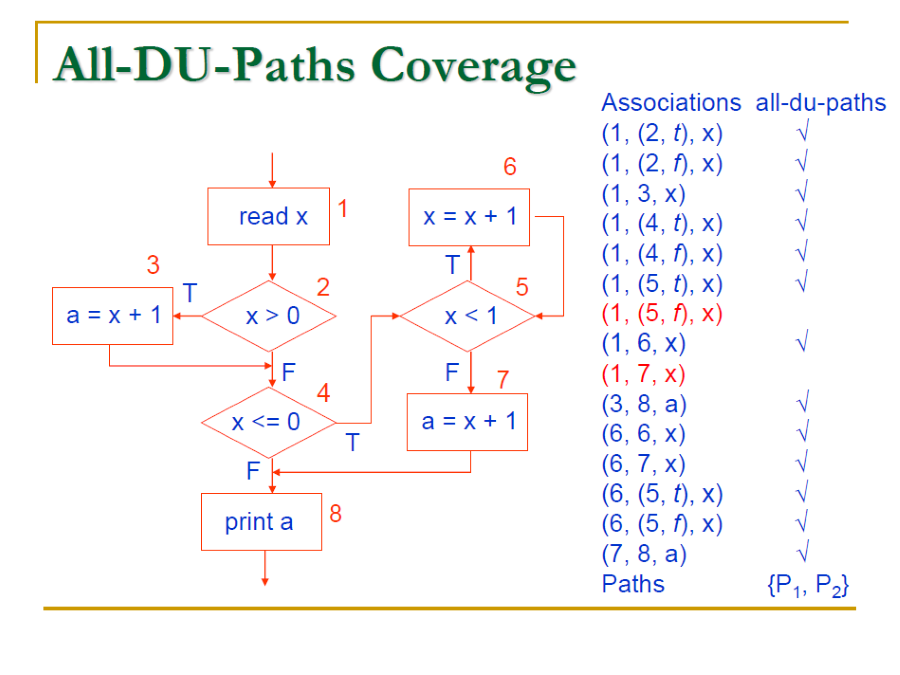 All-DU-Paths Coverage
Associations all-du-paths
(1, (2, t), x) √
(1, (2, f), x) √
(1, 3, x) √
(1, (4, t), x) √
(1, (4, f), x) √
(1, (5, t), x) √
(1, (5, f), x)
(1, 6, x) √
(1, 7, x)
(3, 8, a) √
(6, 6, x) √
(6, 7, x) √
(6, (5, t), x) √
(6, (5, f), x) √
(7, 8, a) √
Paths {P₁, P₂}
read x 1
x > 0 2
T
F
a = x + 1 3
x <= 0 4
T
F
x < 1 5
T
F
x = x + 1 6
a = x + 1 7
print a 8